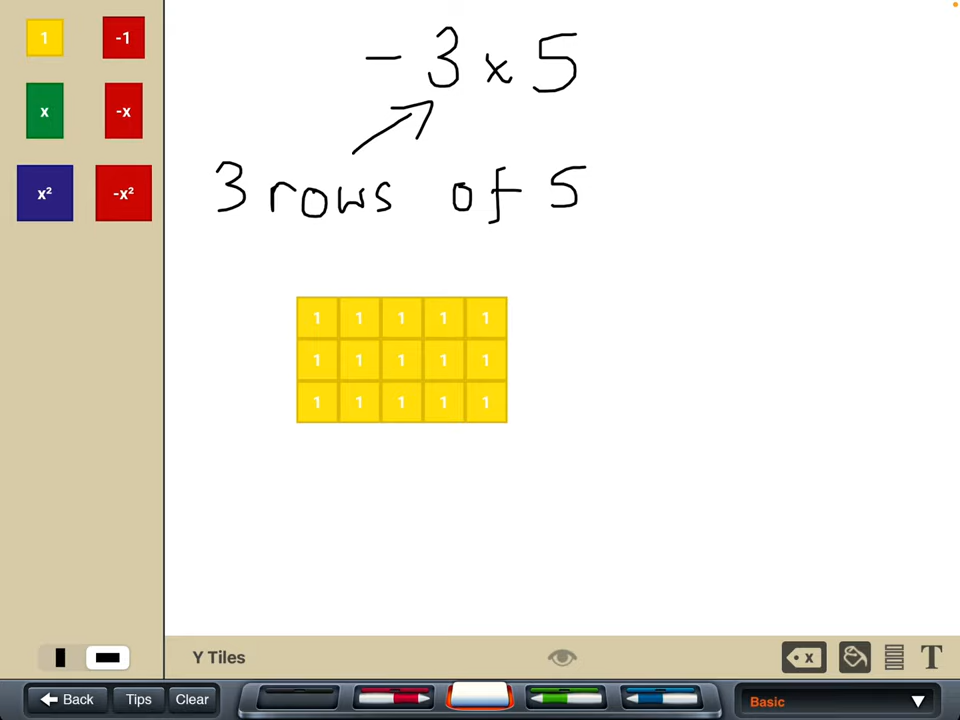 1 -1
x -x
x² -x²
- 3 x 5
3 rows of 5
1 1 1 1 1
1 1 1 1 1
1 1 1 1 1
Y Tiles x T
Back Tips Clear Basic